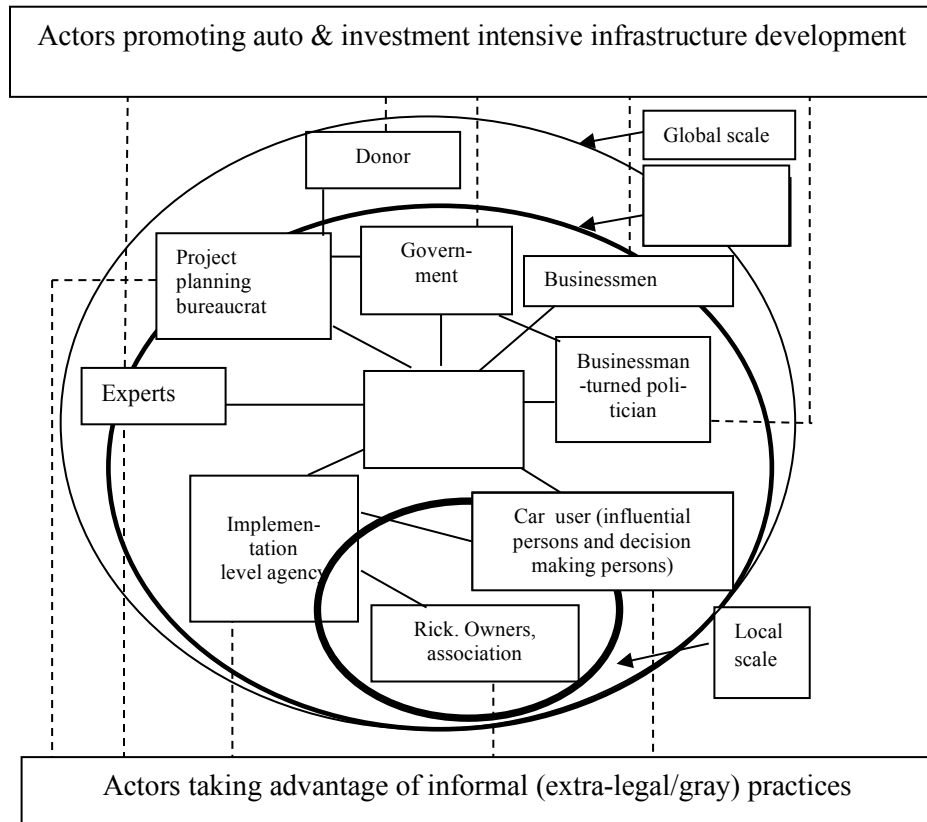 Actors promoting auto & investment intensive infrastructure development
Global scale
Donor
Project
planning
bureaucrat
Govern-
ment
Businessmen
Businessman
-turned poli-
tician
Experts
Implemen-
tation
level agency
Car user (influential
persons and decision
making persons)
Rick. Owners,
association
Local
scale
Actors taking advantage of informal (extra-legal/gray) practices